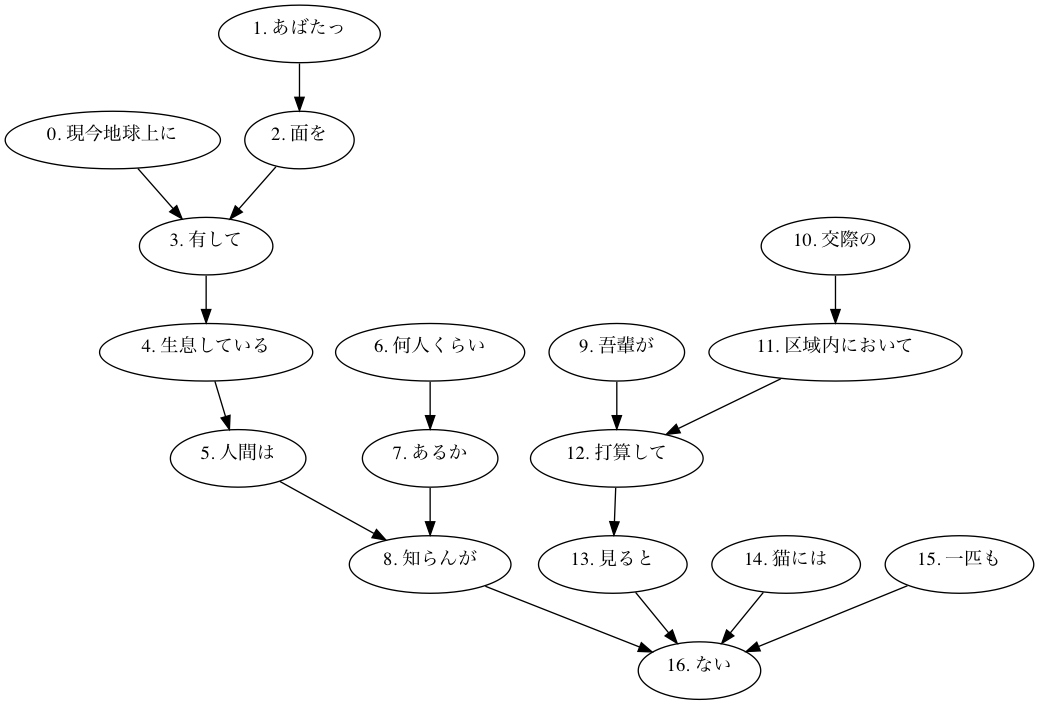 1. あばたっ
0. 現今地球上に
2. 面を
3. 有して
10. 交際の
4. 生息している
6. 何人くらい
9. 吾輩が
11. 区域内において
5. 人間は
7. あるか
12. 打算して
8. 知らんが
13. 見ると
14. 猫には
15. 一匹も
16. ない